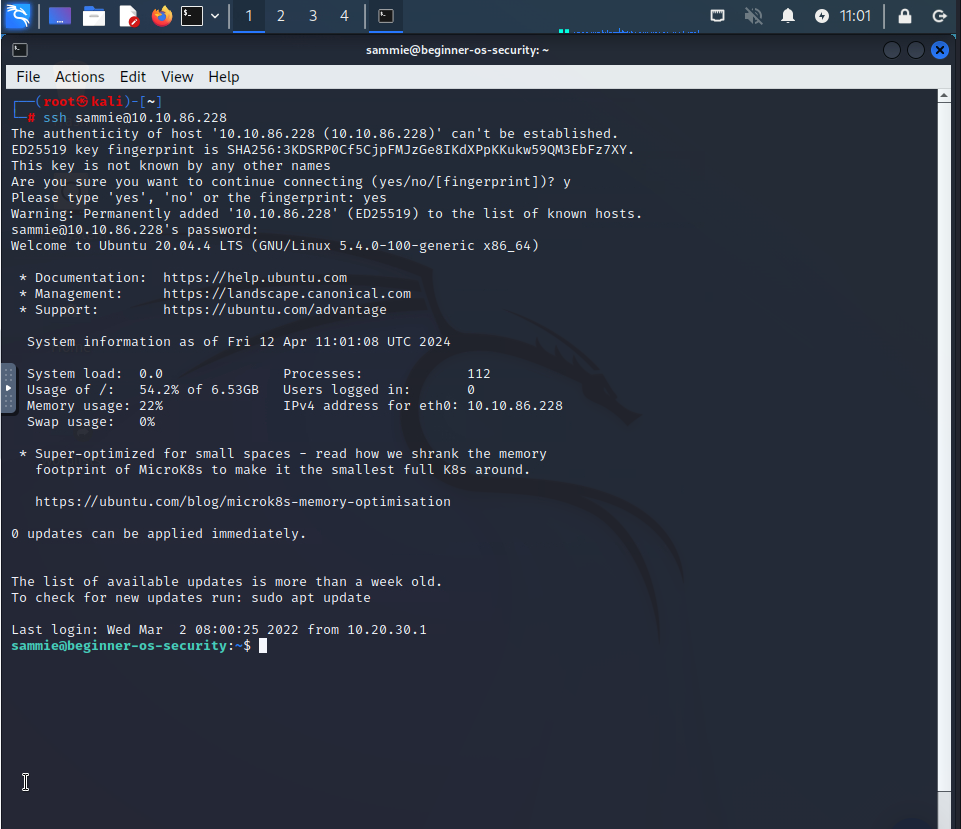 1 2 3 4 11:01
sammie@beginner-os-security: ~
File Actions Edit View Help
┌──(root㉿kali)-[~]
└─# ssh sammie@10.10.86.228
The authenticity of host '10.10.86.228 (10.10.86.228)' can't be established.
ED25519 key fingerprint is SHA256:3KDSRP0Cf5CjpFMJzGe8IKdXPpKKukw59QM3EbFz7XY.
This key is not known by any other names
Are you sure you want to continue connecting (yes/no/[fingerprint])? y
Please type 'yes', 'no' or the fingerprint: yes
Warning: Permanently added '10.10.86.228' (ED25519) to the list of known hosts.
sammie@10.10.86.228's password:
Welcome to Ubuntu 20.04.4 LTS (GNU/Linux 5.4.0-100-generic x86_64)
* Documentation: https://help.ubuntu.com
* Management: https://landscape.canonical.com
* Support: https://ubuntu.com/advantage
System information as of Fri 12 Apr 11:01:08 UTC 2024
System load: 0.0 Processes: 112
Usage of /: 54.2% of 6.53GB Users logged in: 0
Memory usage: 22% IPv4 address for eth0: 10.10.86.228
Swap usage: 0%
* Super-optimized for small spaces - read how we shrank the memory
footprint of MicroK8s to make it the smallest full K8s around.
https://ubuntu.com/blog/microk8s-memory-optimisation
0 updates can be applied immediately.
The list of available updates is more than a week old.
To check for new updates run: sudo apt update
Last login: Wed Mar  2 08:00:25 2022 from 10.20.30.1
sammie@beginner-os-security:~$